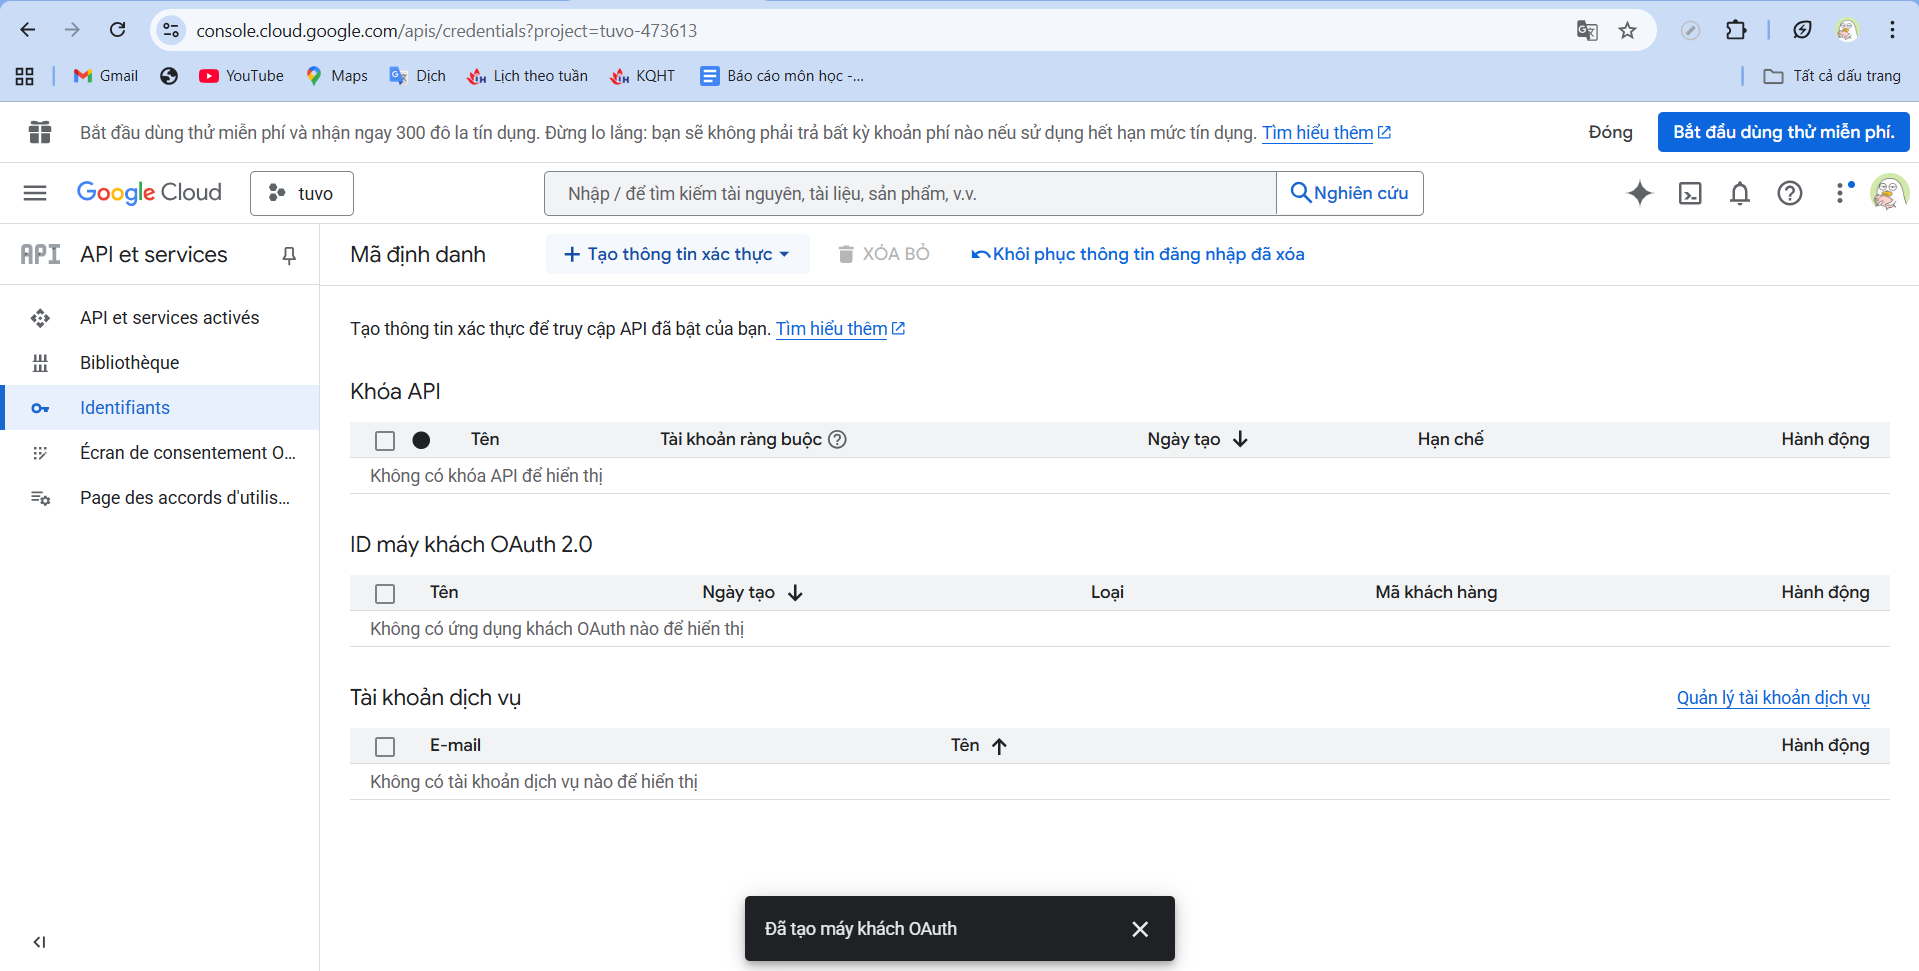 console.cloud.google.com/apis/credentials?project=tuvo-473613
Gmail YouTube Maps Dịch Lịch theo tuần KQHT Báo cáo môn học -... Tất cả dấu trang
Bắt đầu dùng thử miễn phí và nhận ngay 300 đô la tín dụng. Đừng lo lắng: bạn sẽ không phải trả bất kỳ khoản phí nào nếu sử dụng hết hạn mức tín dụng. Tìm hiểu thêm Đóng Bắt đầu dùng thử miễn phí.
Google Cloud tuvo Nhập / để tìm kiếm tài nguyên, tài liệu, sản phẩm, v.v. Nghiên cứu
API API et services
API et services activés
Bibliothèque
Identifiants
Écran de consentement O...
Page des accords d'utilis...
Mã định danh + Tạo thông tin xác thực XÓA BỎ Khôi phục thông tin đăng nhập đã xóa
Tạo thông tin xác thực để truy cập API đã bật của bạn. Tìm hiểu thêm
Khóa API
Tên Tài khoản ràng buộc Ngày tạo Hạn chế Hành động
Không có khóa API để hiển thị
ID máy khách OAuth 2.0
Tên Ngày tạo Loại Mã khách hàng Hành động
Không có ứng dụng khách OAuth nào để hiển thị
Tài khoản dịch vụ Quản lý tài khoản dịch vụ
E-mail Tên Hành động
Không có tài khoản dịch vụ nào để hiển thị
Đã tạo máy khách OAuth